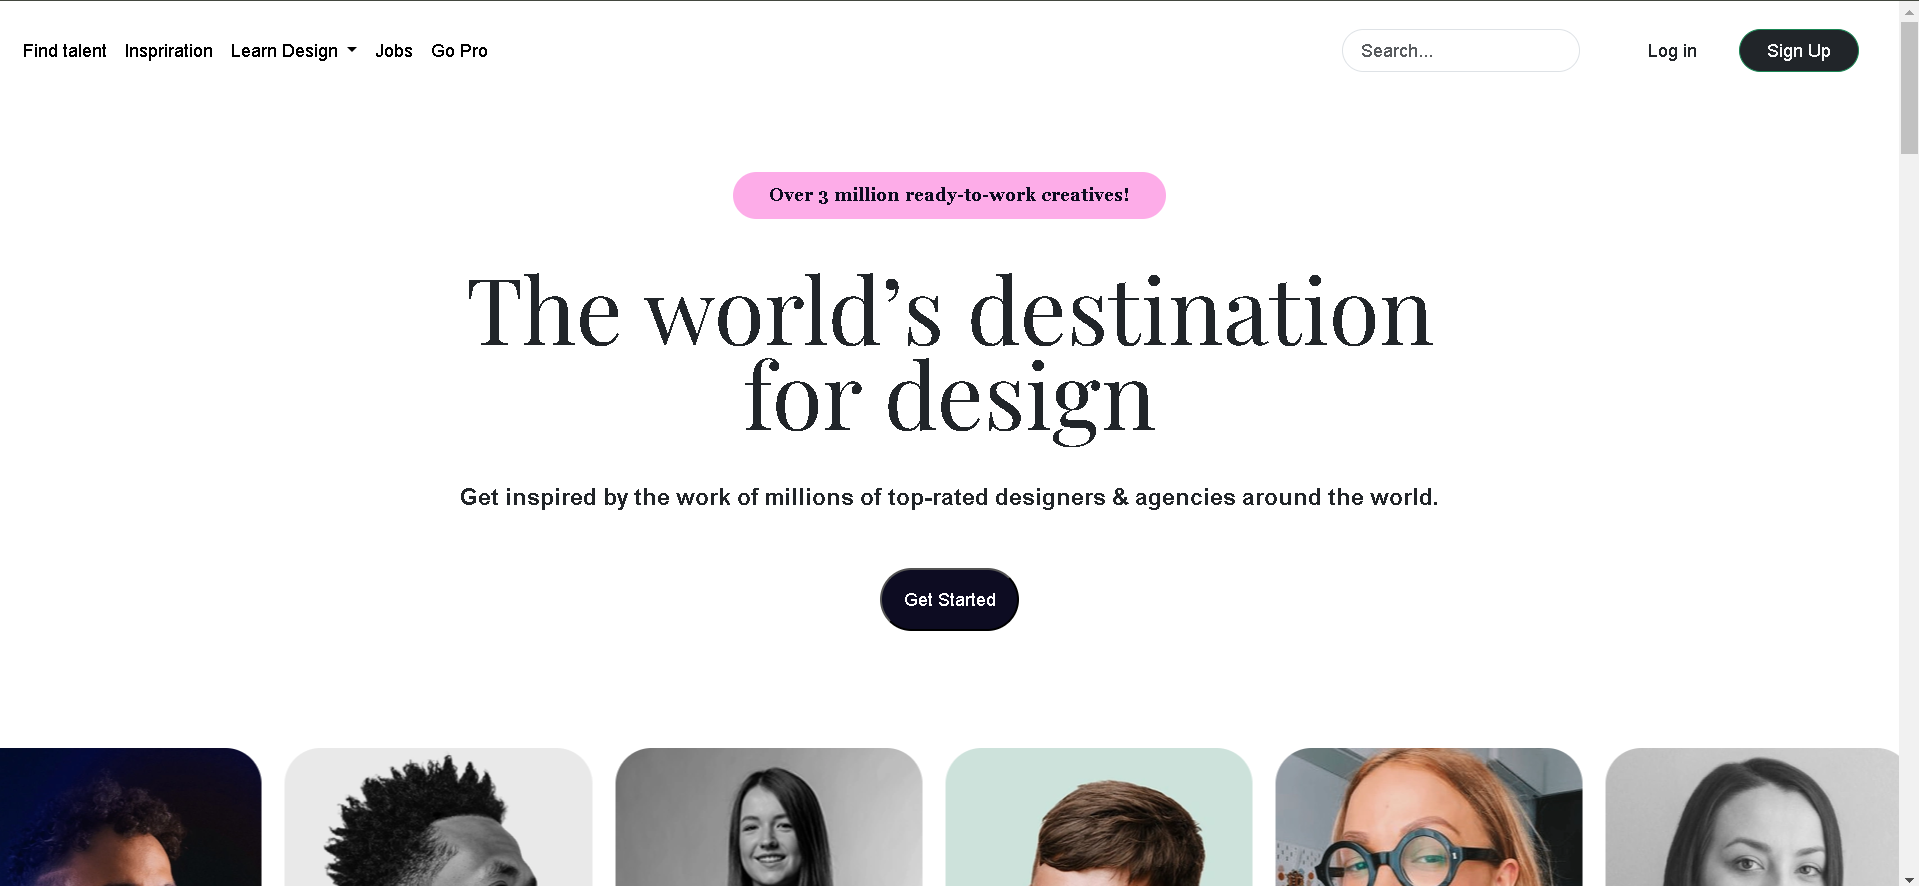 Find talent Inspriration Learn Design Jobs Go Pro Search... Log in Sign Up
Over 3 million ready-to-work creatives!
The world’s destination
for design
Get inspired by the work of millions of top-rated designers & agencies around the world.
Get Started